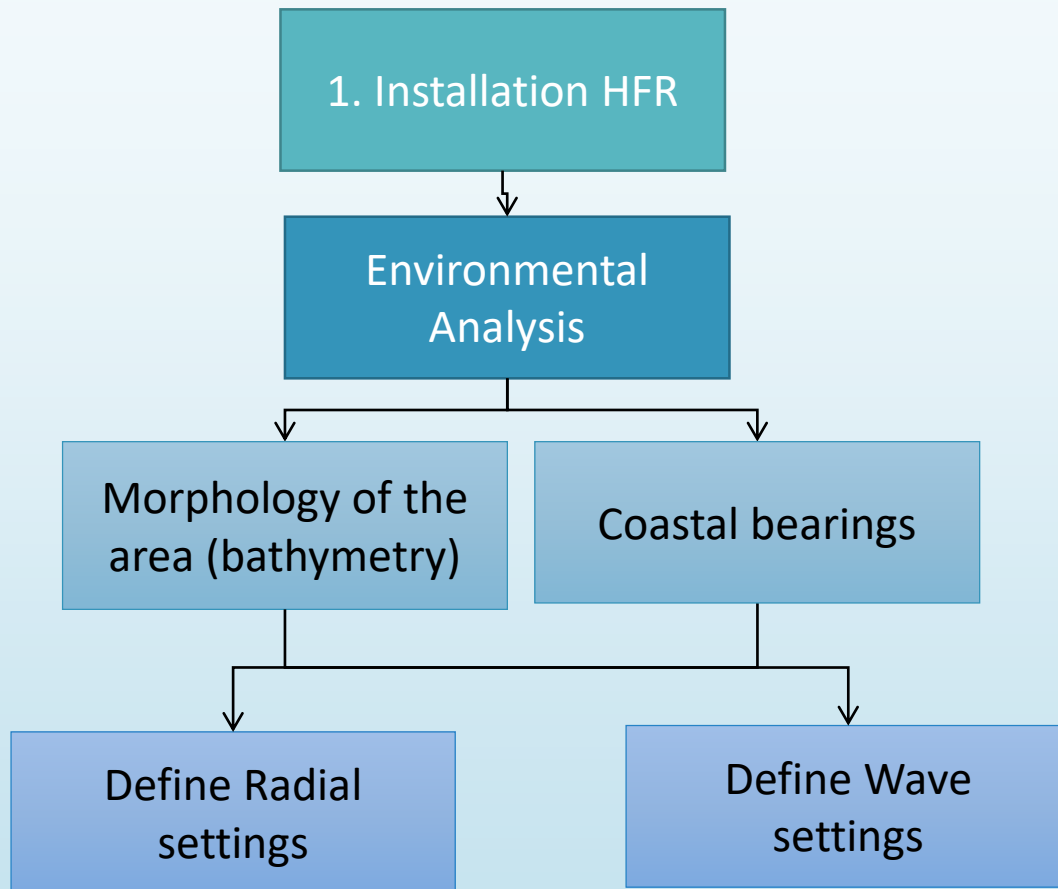 1. Installation HFR
Environmental
Analysis
Morphology of the
area (bathymetry)
Coastal bearings
Define Radial
settings
Define Wave
settings